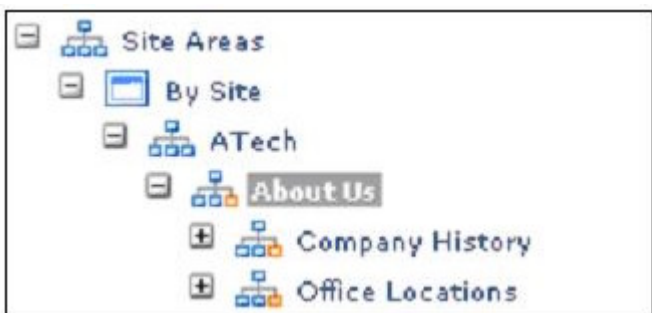 Site Areas
By Site
ATech
About Us
Company History
Office Locations